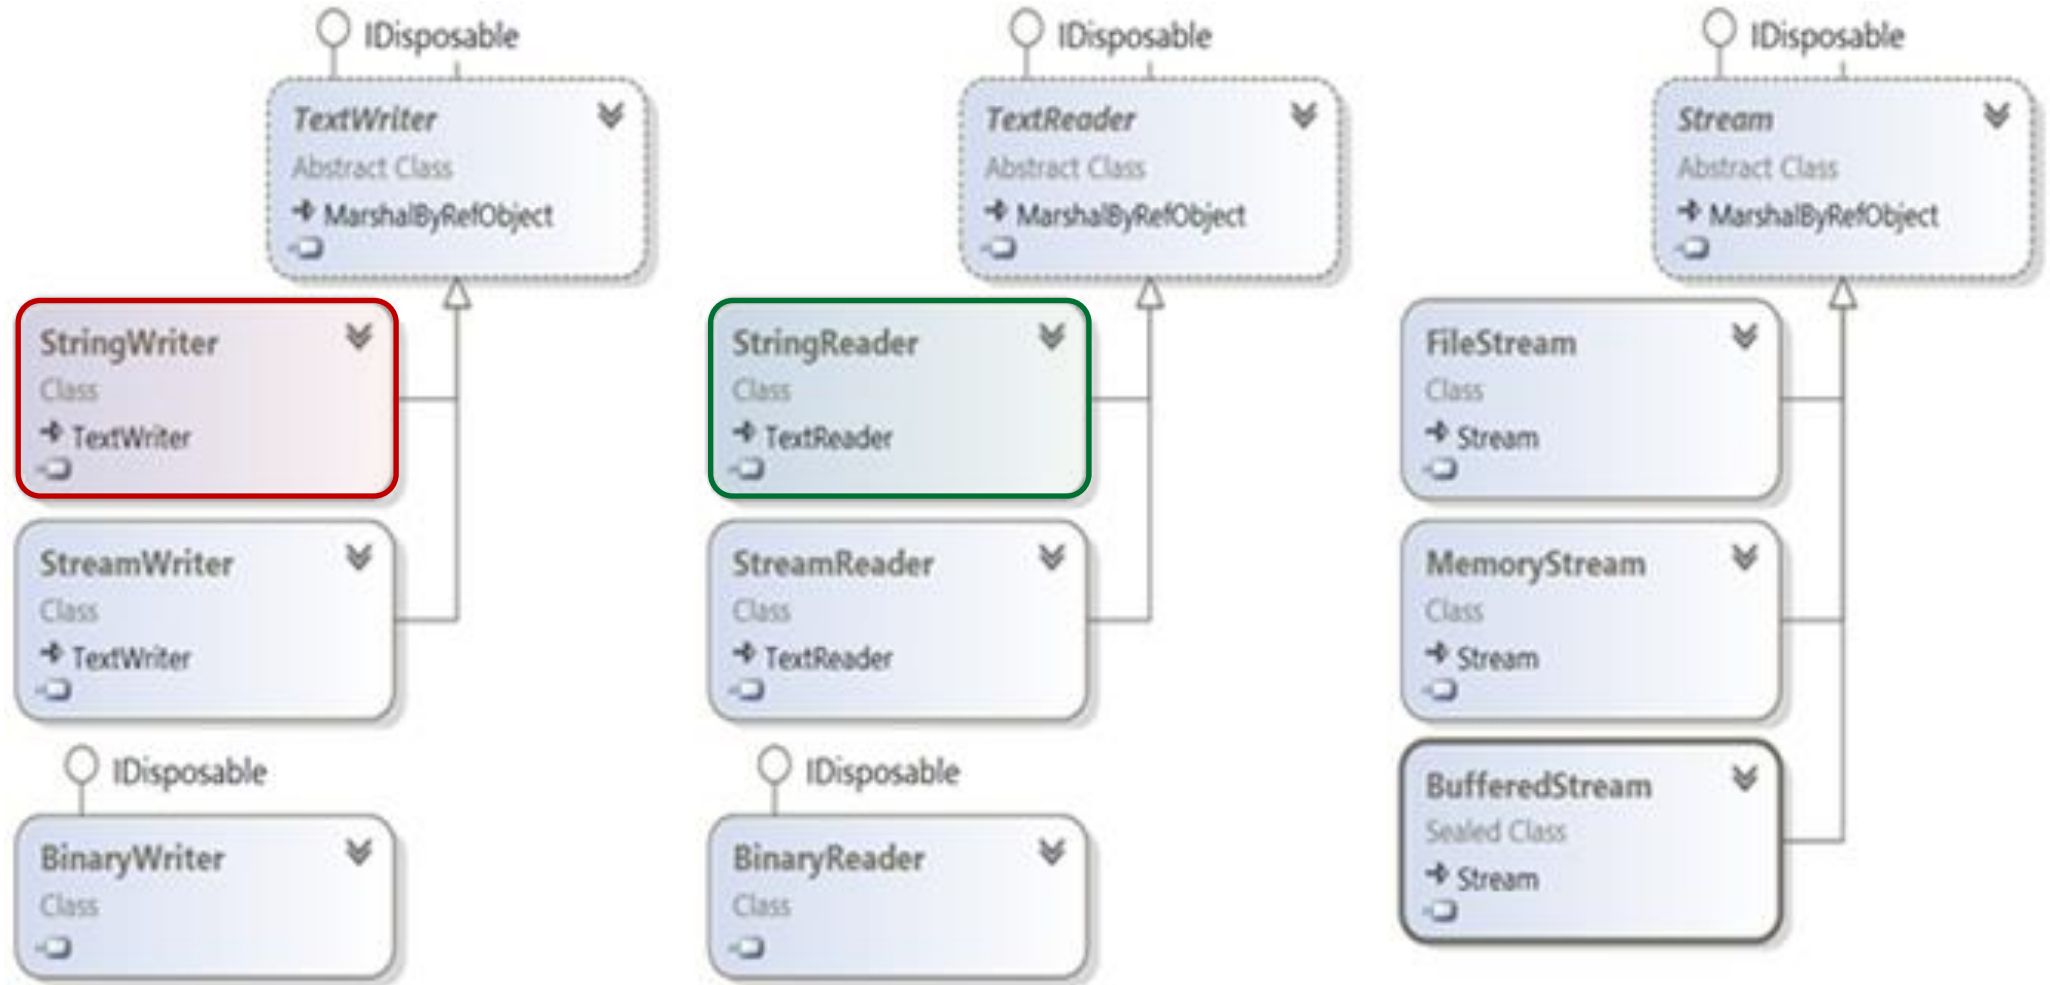 IDisposable
TextWriter
Abstract Class
MarshalByRefObject
StringWriter
Class
TextWriter
StreamWriter
Class
TextWriter
IDisposable
BinaryWriter
Class
IDisposable
TextReader
Abstract Class
MarshalByRefObject
StringReader
Class
TextReader
StreamReader
Class
TextReader
IDisposable
BinaryReader
Class
IDisposable
Stream
Abstract Class
MarshalByRefObject
FileStream
Class
Stream
MemoryStream
Class
Stream
BufferedStream
Sealed Class
Stream